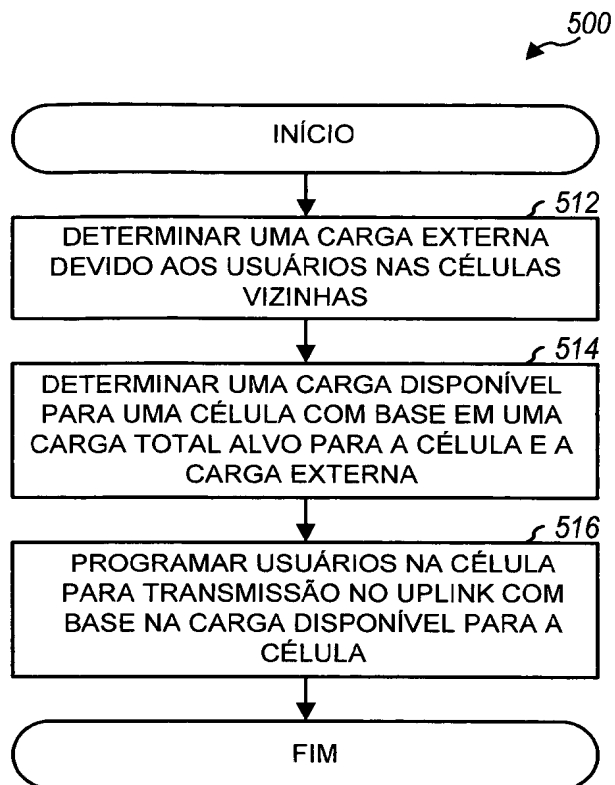 500
INÍCIO
512
DETERMINAR UMA CARGA EXTERNA
DEVIDO AOS USUÁRIOS NAS CÉLULAS
VIZINHAS
514
DETERMINAR UMA CARGA DISPONÍVEL
PARA UMA CÉLULA COM BASE EM UMA
CARGA TOTAL ALVO PARA A CÉLULA E A
CARGA EXTERNA
516
PROGRAMAR USUÁRIOS NA CÉLULA
PARA TRANSMISSÃO NO UPLINK COM
BASE NA CARGA DISPONÍVEL PARA A
CÉLULA
FIM